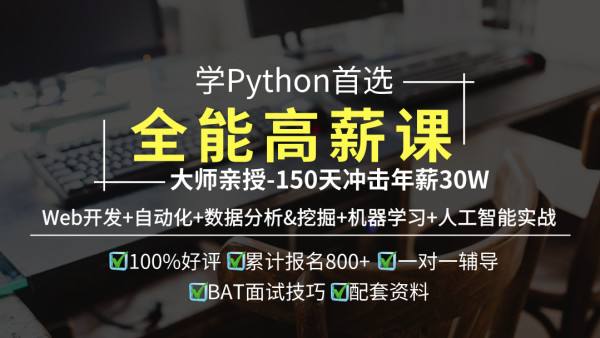 学Python首选
全能高薪课
大师亲授-150天冲击年薪30W
Web开发+自动化+数据分析&挖掘+机器学习+人工智能实战
100%好评 累计报名800+ 一对一辅导
BAT面试技巧 配套资料